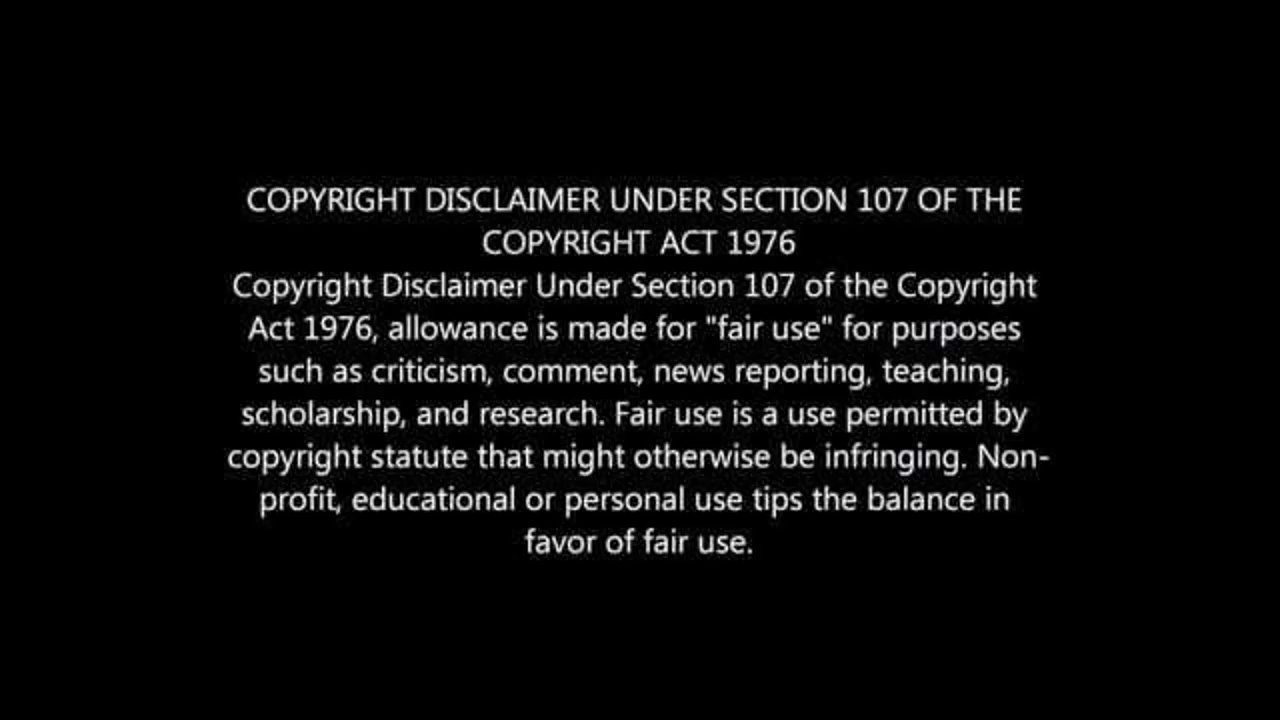 COPYRIGHT DISCLAIMER UNDER SECTION 107 OF THE
COPYRIGHT ACT 1976
Copyright Disclaimer Under Section 107 of the Copyright
Act 1976, allowance is made for "fair use" for purposes
such as criticism, comment, news reporting, teaching,
scholarship, and research. Fair use is a use permitted by
copyright statute that might otherwise be infringing. Non-
profit, educational or personal use tips the balance in
favor of fair use.